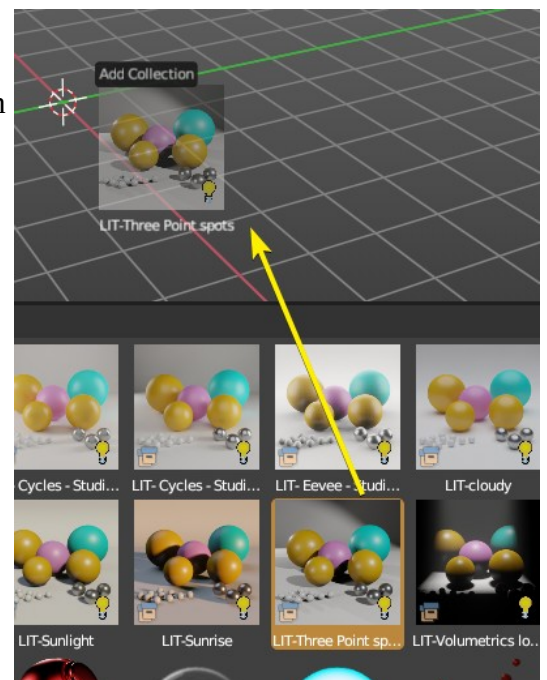 Add Collection
n
LIT-Three Point spots
Cycles - Studi...
LIT- Cycles - Studi...
LIT- Eevee - Studi...
LIT-cloudy
LIT-Sunlight
LIT-Sunrise
LIT-Three Point sp...
LIT-Volumetrics lo...